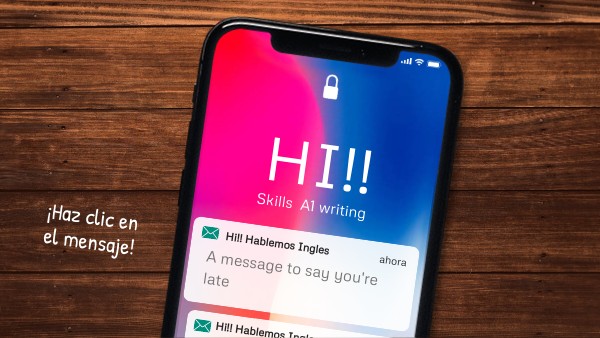 HI!!
Skills A1 writing
¡Haz clic en
el mensaje!
Hi!! Hablemos Ingles
ahora
A message to say you're
late
Hi!! Hablemos Ingles